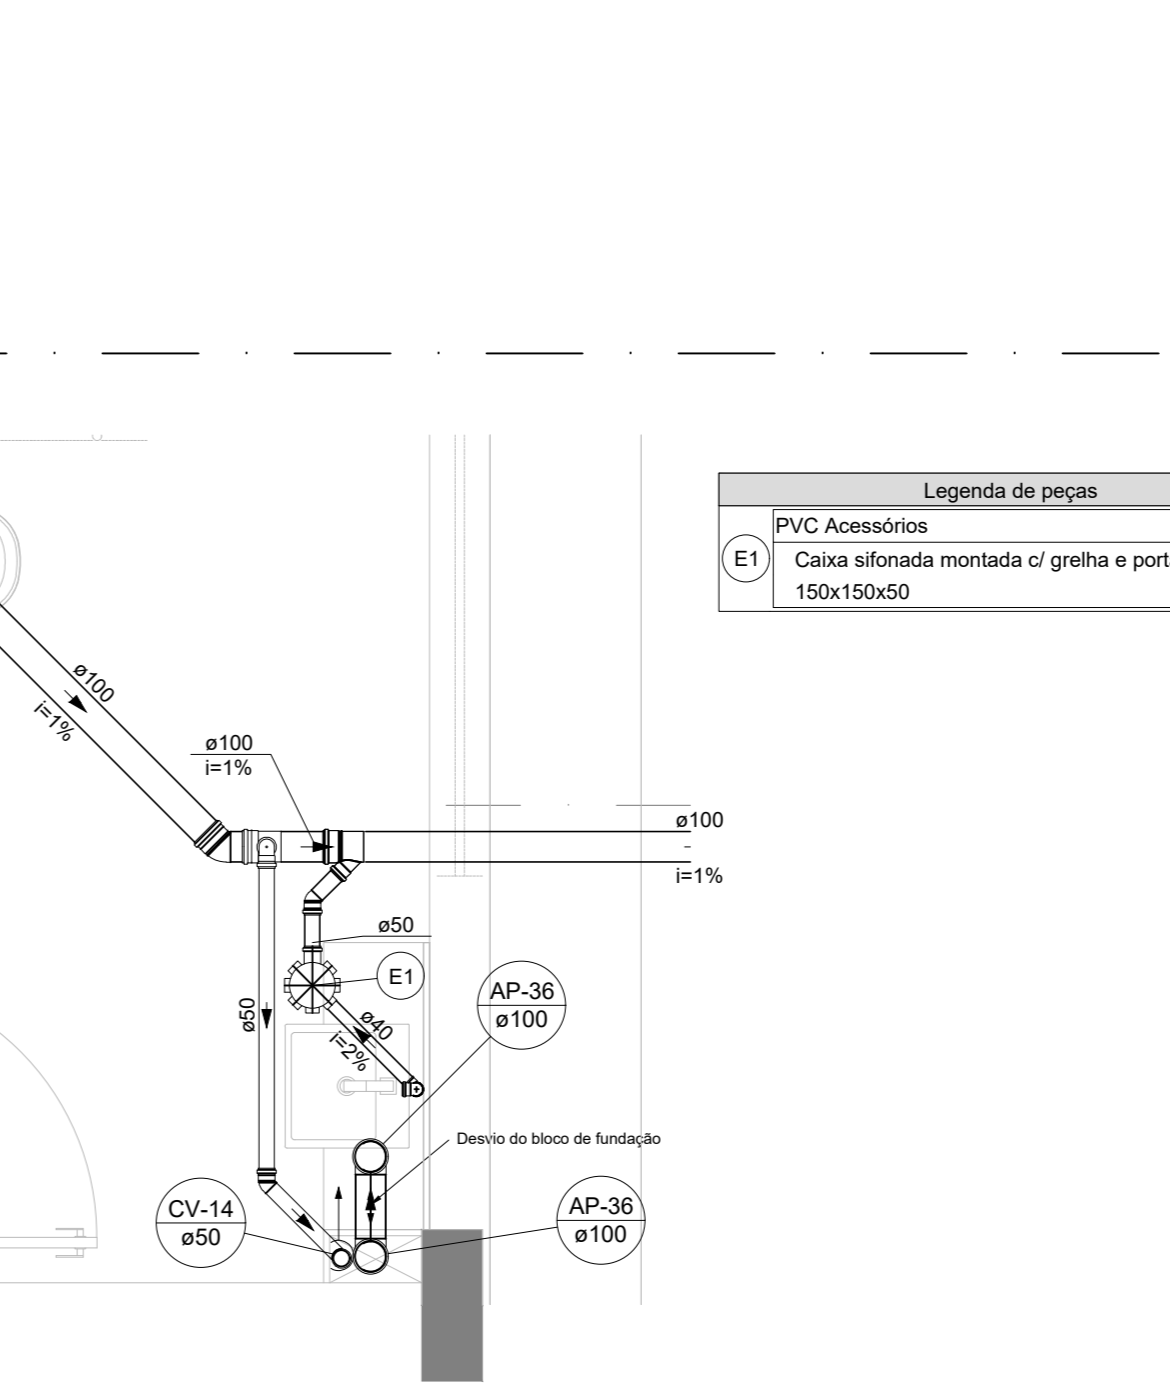 Legenda de peças
PVC Acessórios
E1
Caixa sifonada montada c/ grelha e port
150x150x50
ø100
i=1%
ø100
i=1%
ø100
i=1%
ø50
E1
AP-36
ø100
ø50
ø40
i=2%
Desvio do bloco de fundação
CV-14
ø50
AP-36
ø100